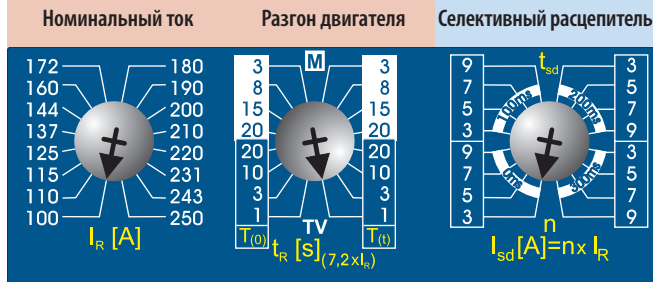 Номинальный ток
Разгон двигателя
Селективный расцепитель
172 180
160 190
144 200
137 210
125 220
115 231
110 243
100 250
I_R [A]
M
3 3
8 8
15 15
20 20
20 20
10 10
3 3
1 1
TV
T(0) T(t)
t_R [s](7,2xI_R)
t_sd
9 3
7 5
5 7
3 9
9 3
7 5
5 7
3 9
100ms 200ms
0ms 300ms
n
I_sd[A]=nx I_R